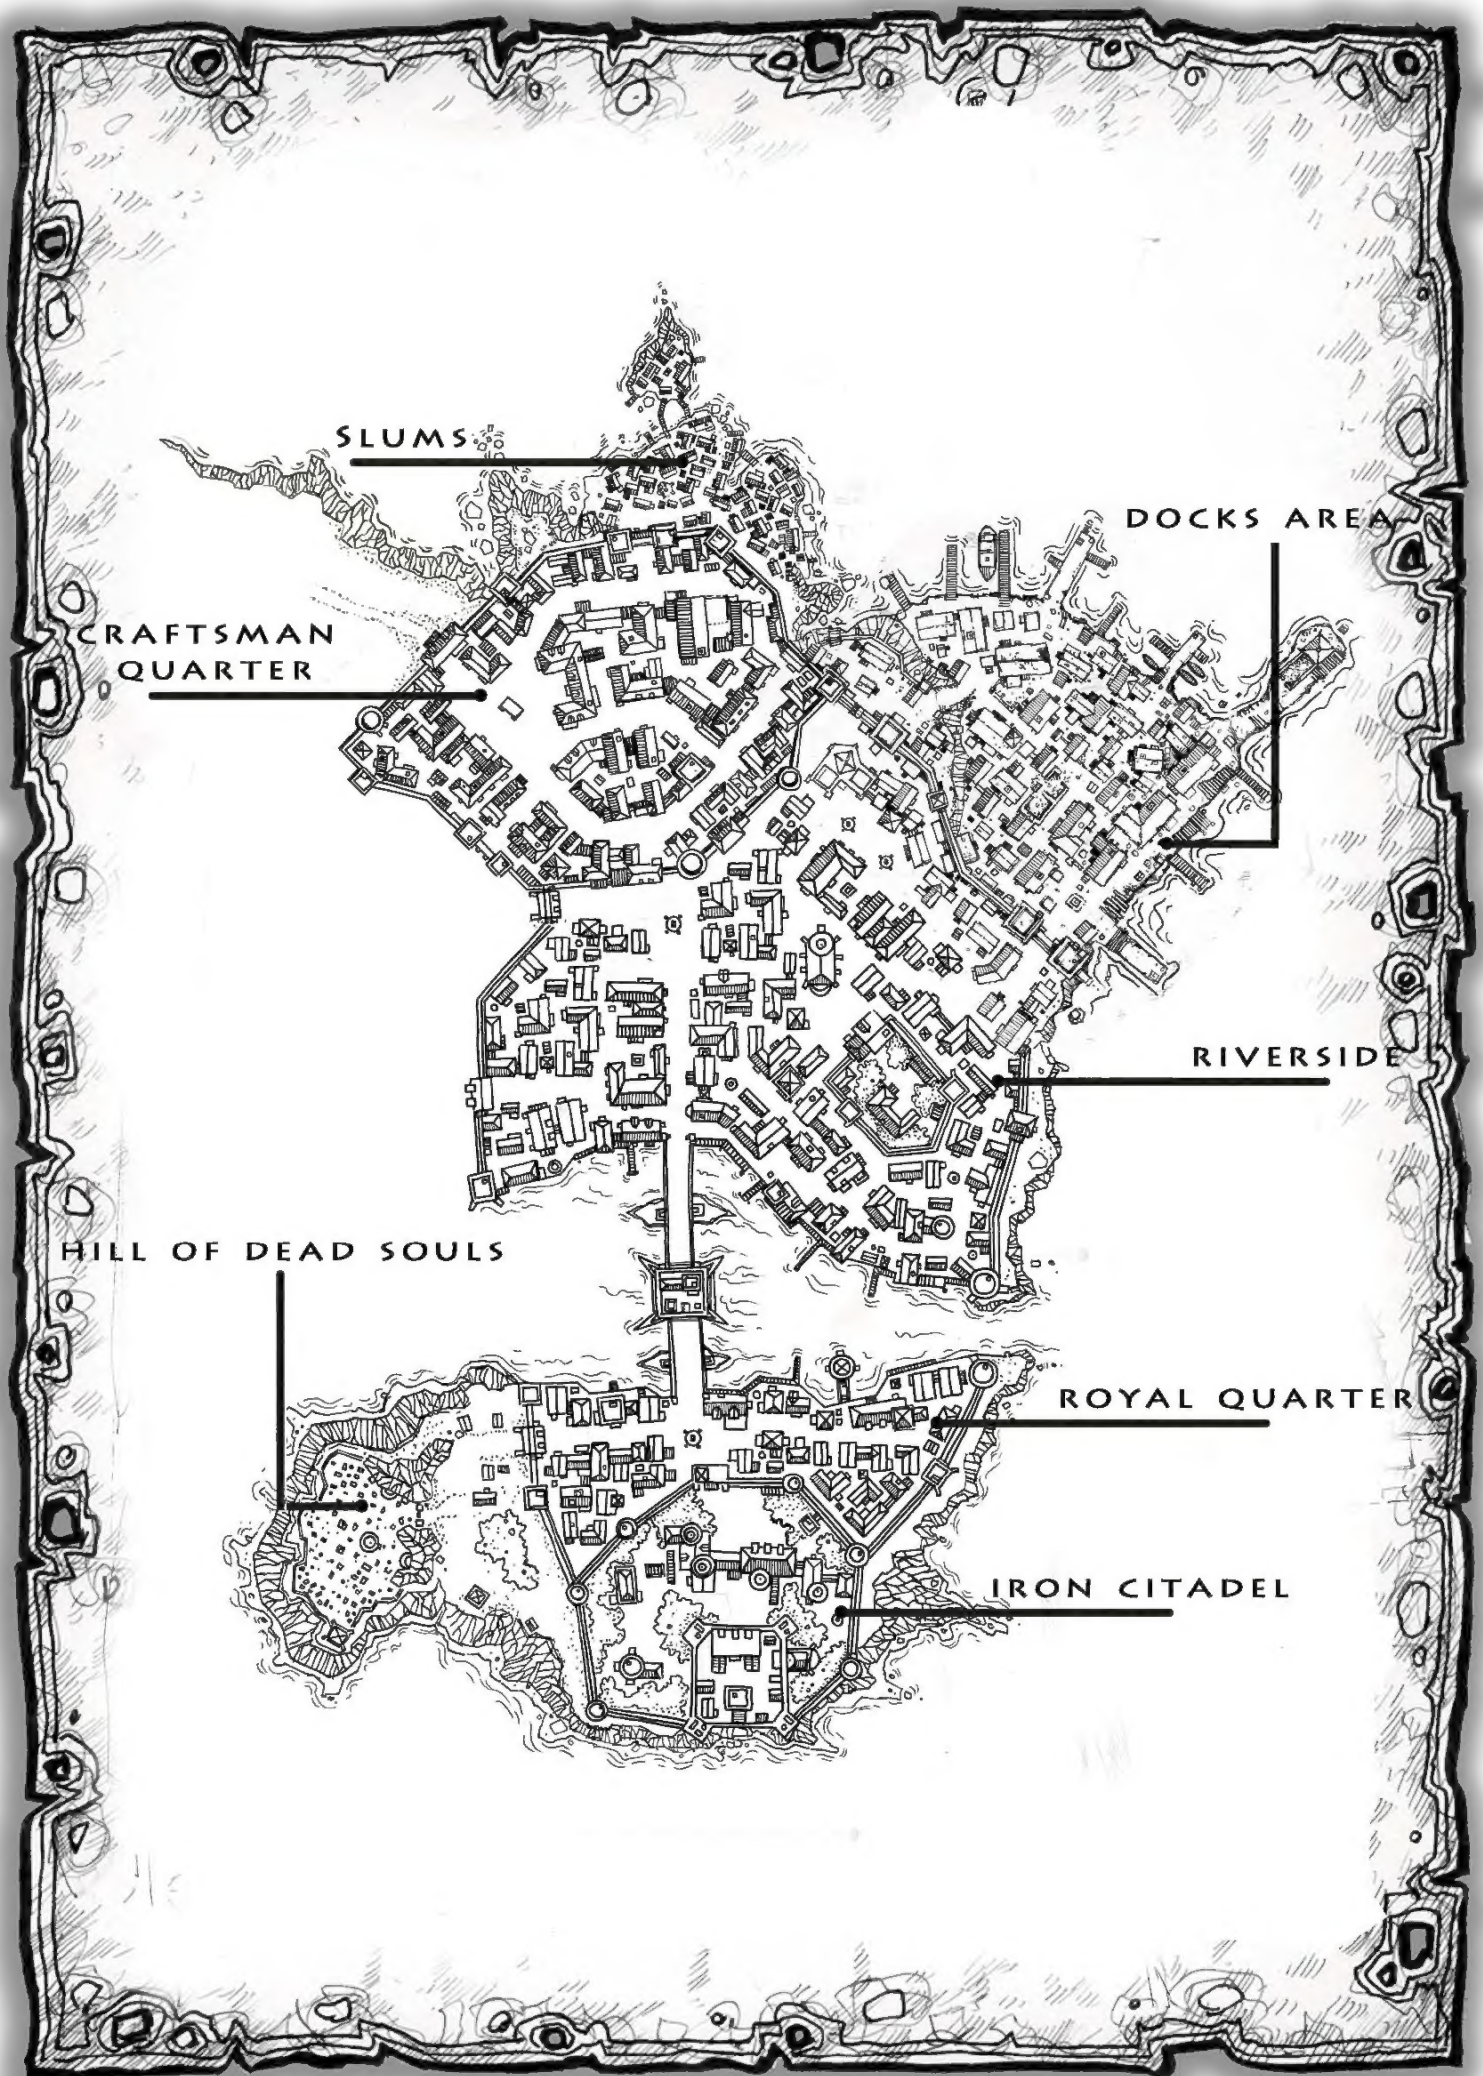 SLUMS
DOCKS AREA
CRAFTSMAN
QUARTER
RIVERSIDE
HILL OF DEAD SOULS
ROYAL QUARTER
IRON CITADEL